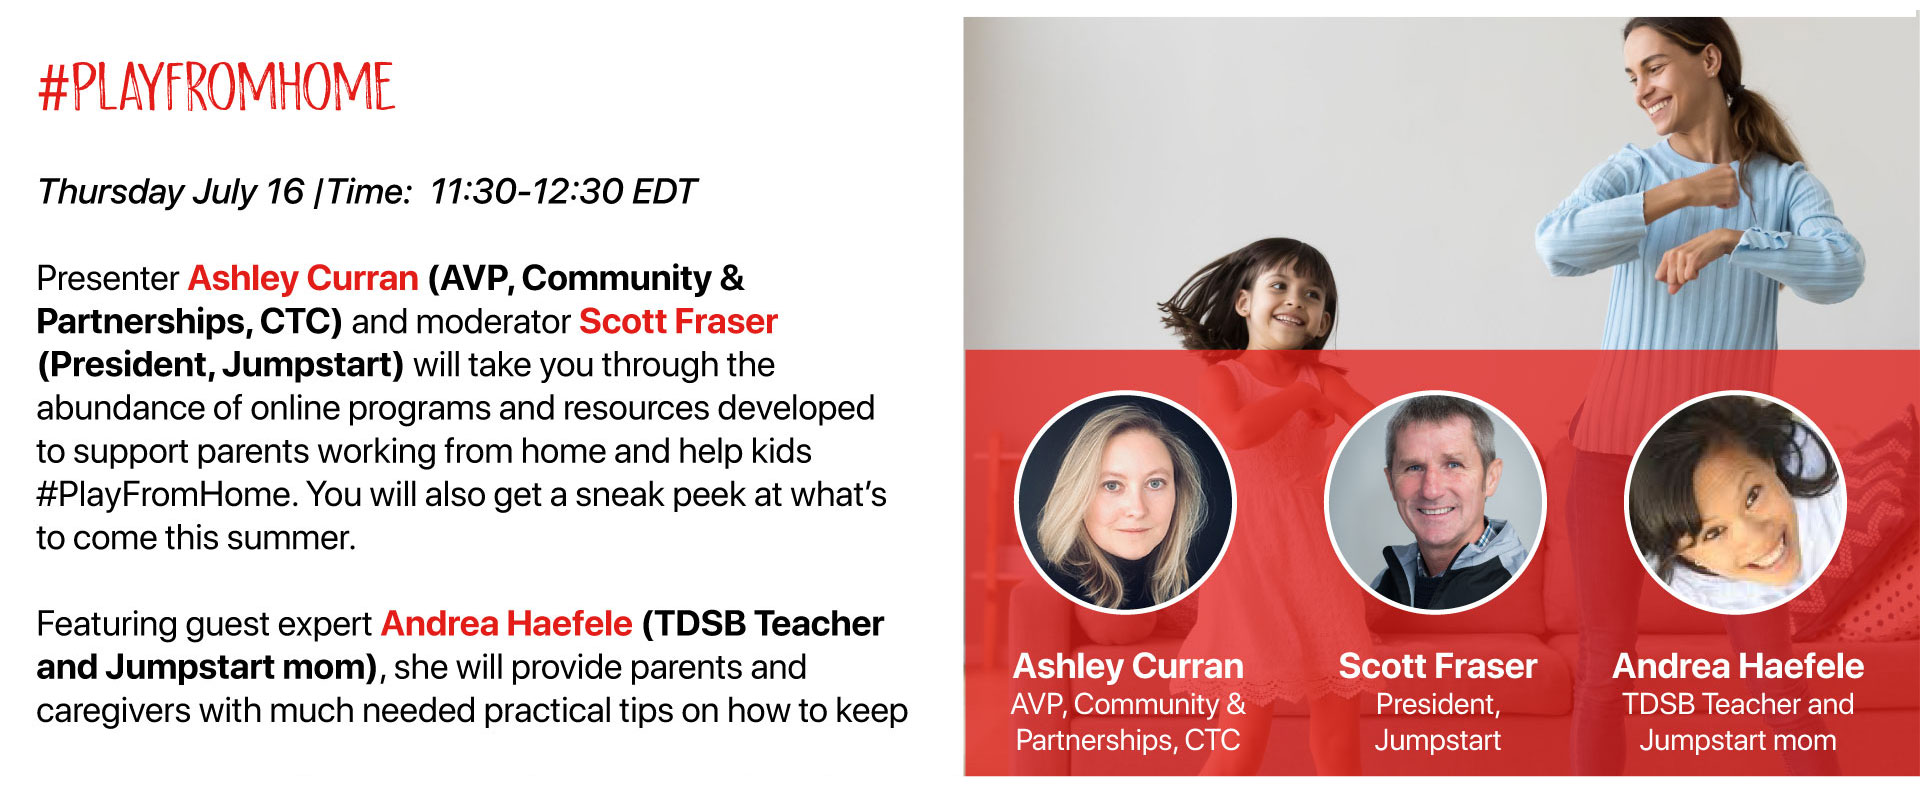 #PLAYFROMHOME
Thursday July 16 |Time:  11:30-12:30 EDT
Presenter Ashley Curran (AVP, Community &
Partnerships, CTC) and moderator Scott Fraser
(President, Jumpstart) will take you through the
abundance of online programs and resources developed
to support parents working from home and help kids
#PlayFromHome. You will also get a sneak peek at what’s
to come this summer.
Featuring guest expert Andrea Haefele (TDSB Teacher
and Jumpstart mom), she will provide parents and
caregivers with much needed practical tips on how to keep
Ashley Curran
AVP, Community &
Partnerships, CTC
Scott Fraser
President,
Jumpstart
Andrea Haefele
TDSB Teacher and
Jumpstart mom